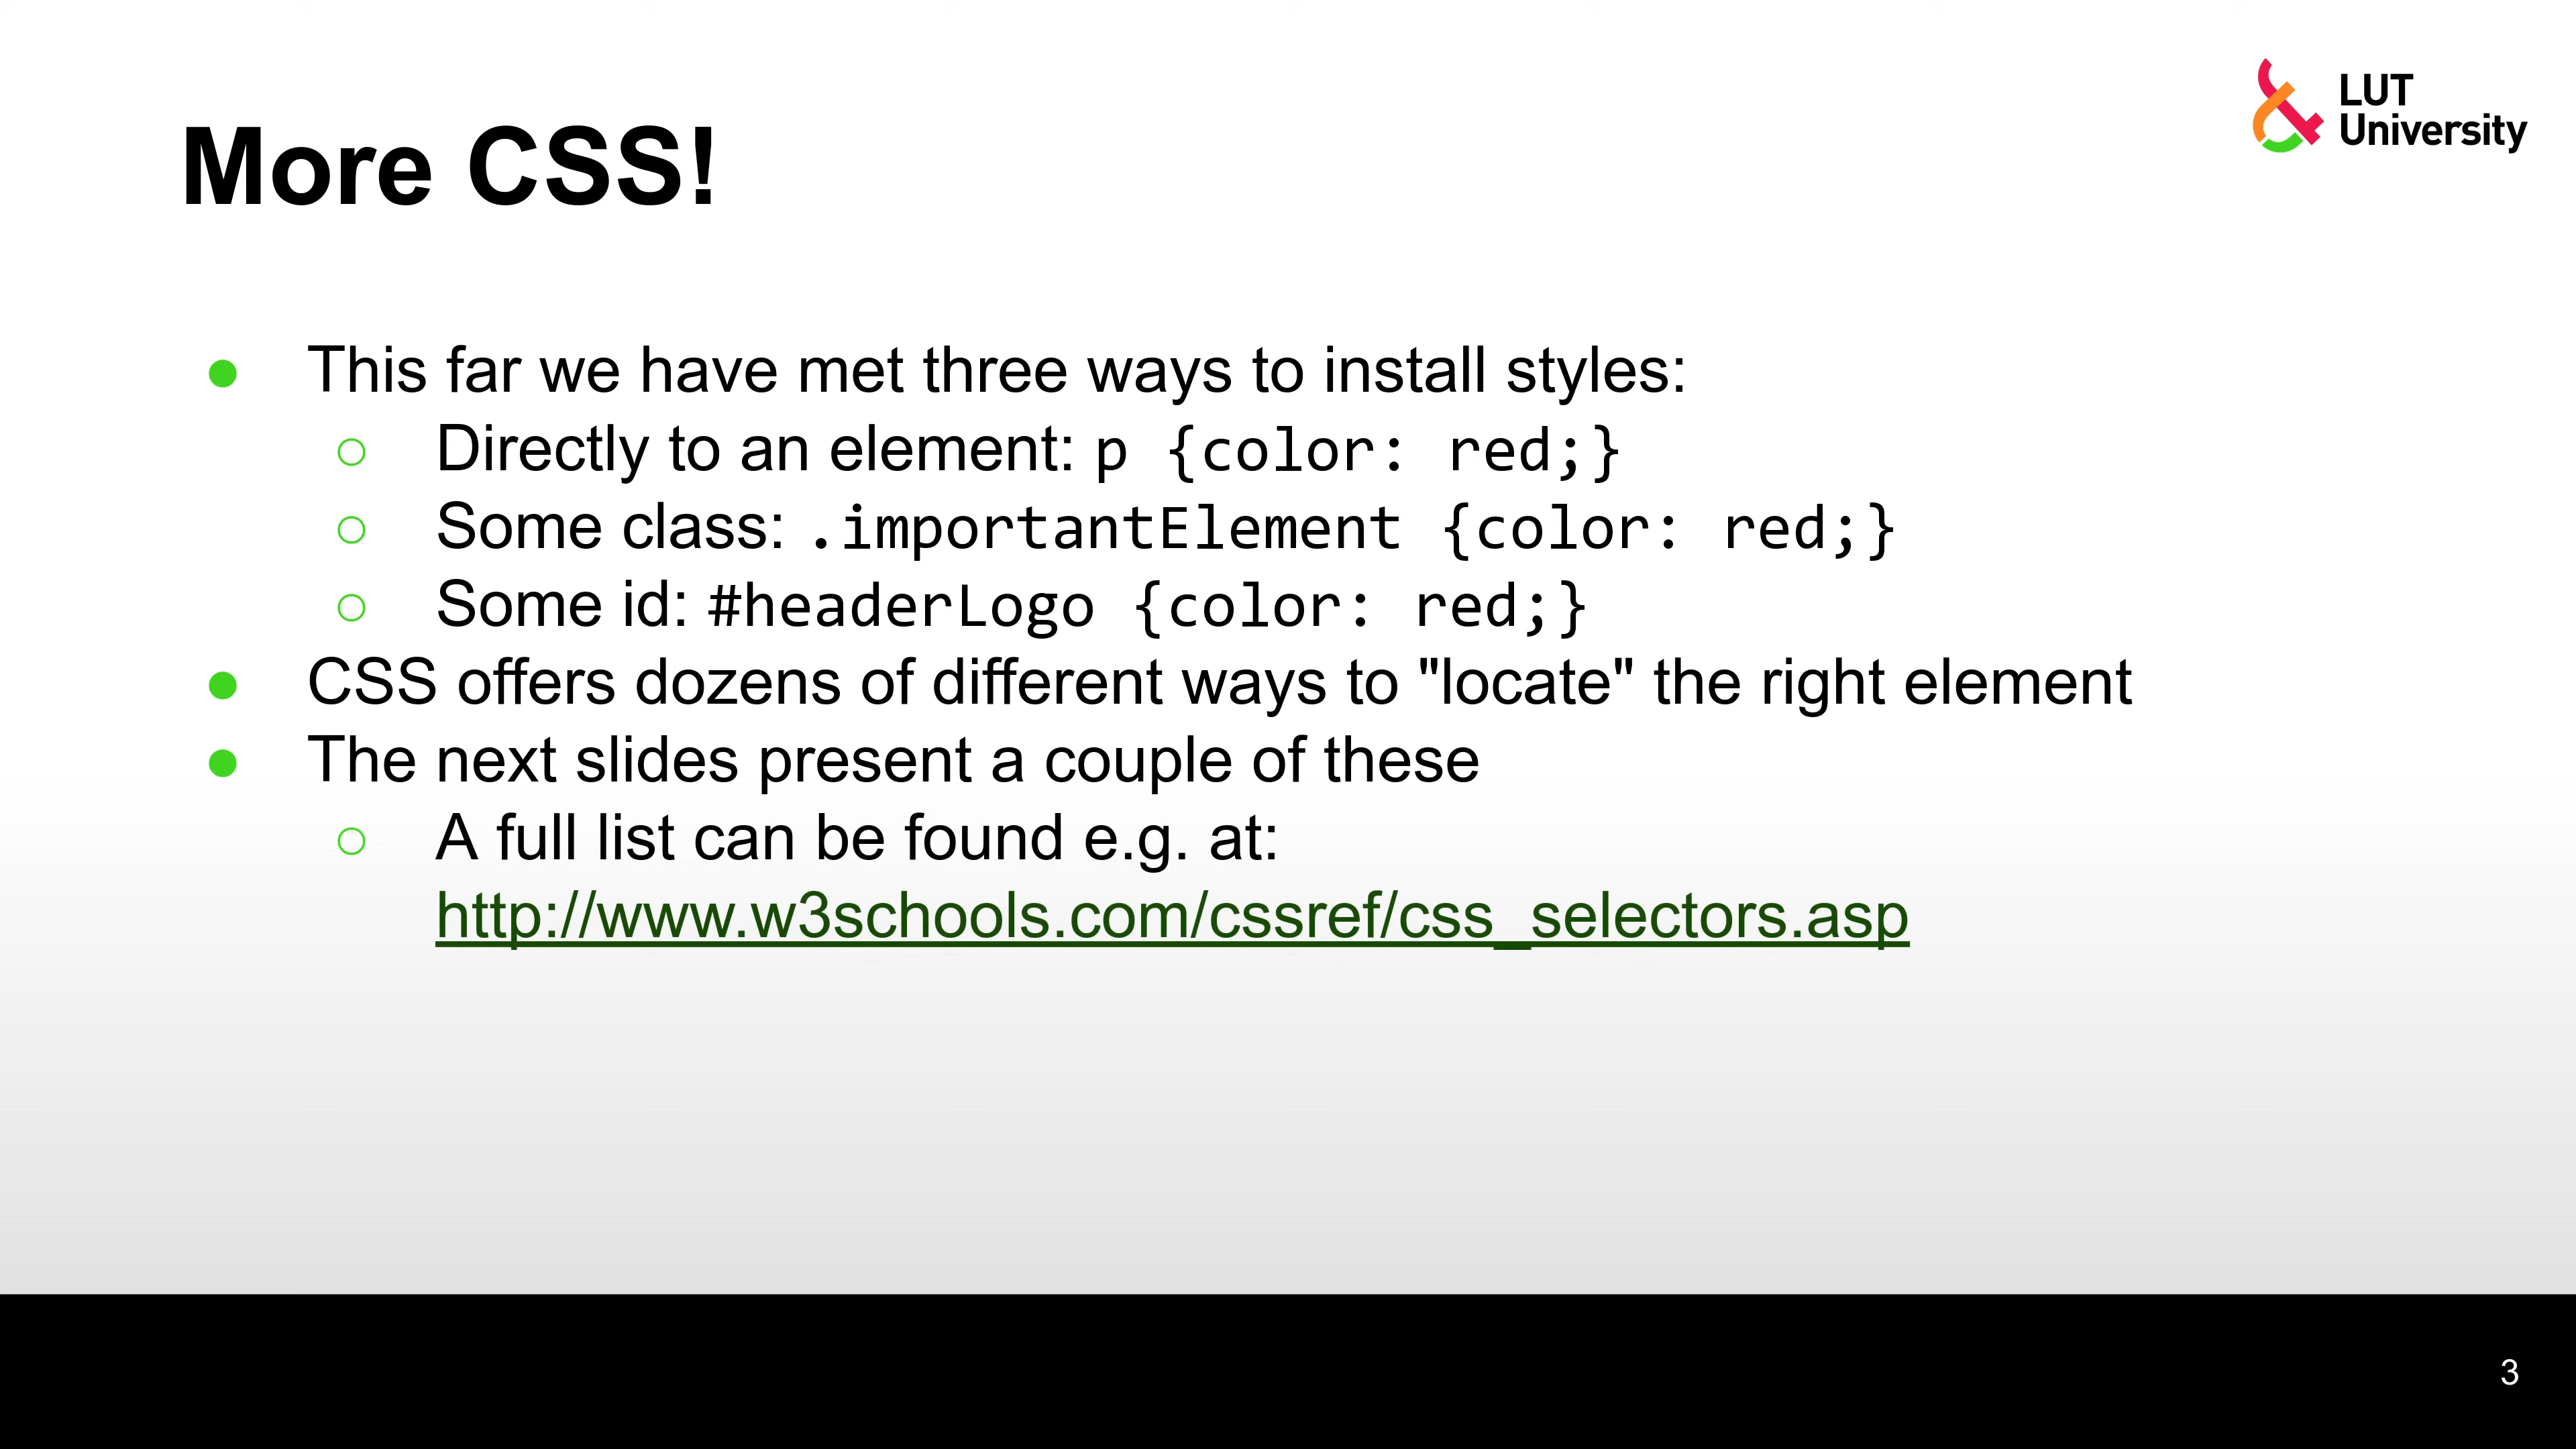 LUT
University
More CSS!
● This far we have met three ways to install styles:
○ Directly to an element: p {color: red;}
○ Some class: .importantElement {color: red;}
○ Some id: #headerLogo {color: red;}
● CSS offers dozens of different ways to "locate" the right element
● The next slides present a couple of these
○ A full list can be found e.g. at:
http://www.w3schools.com/cssref/css_selectors.asp
3